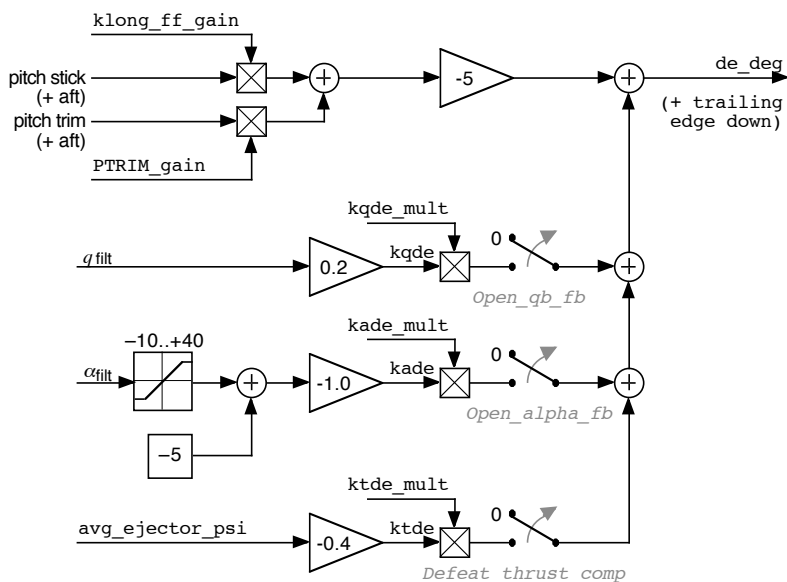 klong_ff_gain
pitch stick
(+ aft)
pitch trim
(+ aft)
PTRIM_gain
-5
de_deg
(+ trailing
edge down)
kqde_mult
q filt
0.2
kqde
0
Open_qb_fb
−10..+40
kade_mult
αfilt
-1.0
kade
0
Open_alpha_fb
−5
ktde_mult
avg_ejector_psi
-0.4
ktde
0
Defeat thrust comp